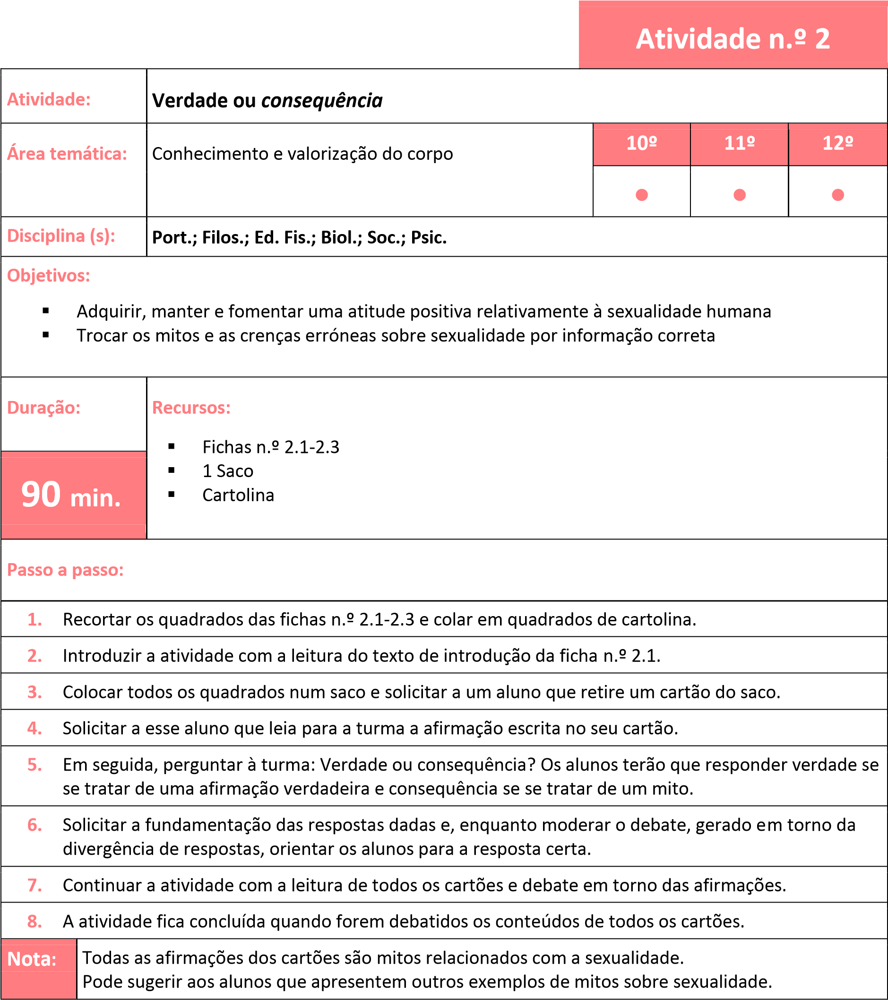 Atividade n.º 2
Atividade:
Verdade ou consequência
Área temática:
Conhecimento e valorização do corpo
10º
11º
12º
Disciplina (s):
Port.; Filos.; Ed. Fis.; Biol.; Soc.; Psic.
Objetivos:
▪ Adquirir, manter e fomentar uma atitude positiva relativamente à sexualidade humana
▪ Trocar os mitos e as crenças erróneas sobre sexualidade por informação correta
Duração:
90 min.
Recursos:
▪ Fichas n.º 2.1-2.3
▪ 1 Saco
▪ Cartolina
Passo a passo:
1. Recortar os quadrados das fichas n.º 2.1-2.3 e colar em quadrados de cartolina.
2. Introduzir a atividade com a leitura do texto de introdução da ficha n.º 2.1.
3. Colocar todos os quadrados num saco e solicitar a um aluno que retire um cartão do saco.
4. Solicitar a esse aluno que leia para a turma a afirmação escrita no seu cartão.
5. Em seguida, perguntar à turma: Verdade ou consequência? Os alunos terão que responder verdade se
se tratar de uma afirmação verdadeira e consequência se se tratar de um mito.
6. Solicitar a fundamentação das respostas dadas e, enquanto moderar o debate, gerado em torno da
divergência de respostas, orientar os alunos para a resposta certa.
7. Continuar a atividade com a leitura de todos os cartões e debate em torno das afirmações.
8. A atividade fica concluída quando forem debatidos os conteúdos de todos os cartões.
Nota:
Todas as afirmações dos cartões são mitos relacionados com a sexualidade.
Pode sugerir aos alunos que apresentem outros exemplos de mitos sobre sexualidade.